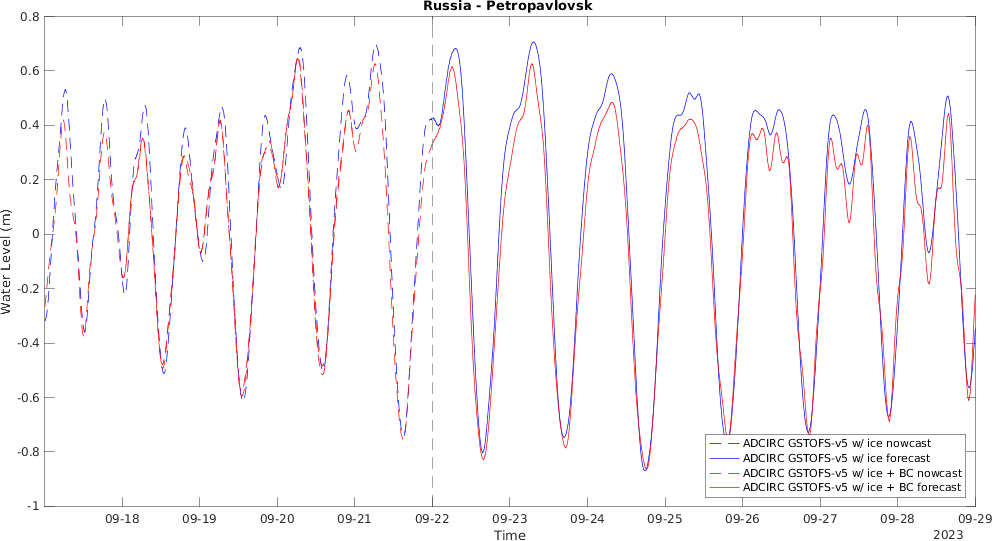 Russia - Petropavlovsk
Water Level (m)
0.8
0.6
0.4
0.2
0
-0.2
-0.4
-0.6
-0.8
-1
ADCIRC GSTOFS-v5 w/ ice nowcast
ADCIRC GSTOFS-v5 w/ ice forecast
ADCIRC GSTOFS-v5 w/ ice + BC nowcast
ADCIRC GSTOFS-v5 w/ ice + BC forecast
09-18 09-19 09-20 09-21 09-22 09-23 09-24 09-25 09-26 09-27 09-28 09-29
Time
2023